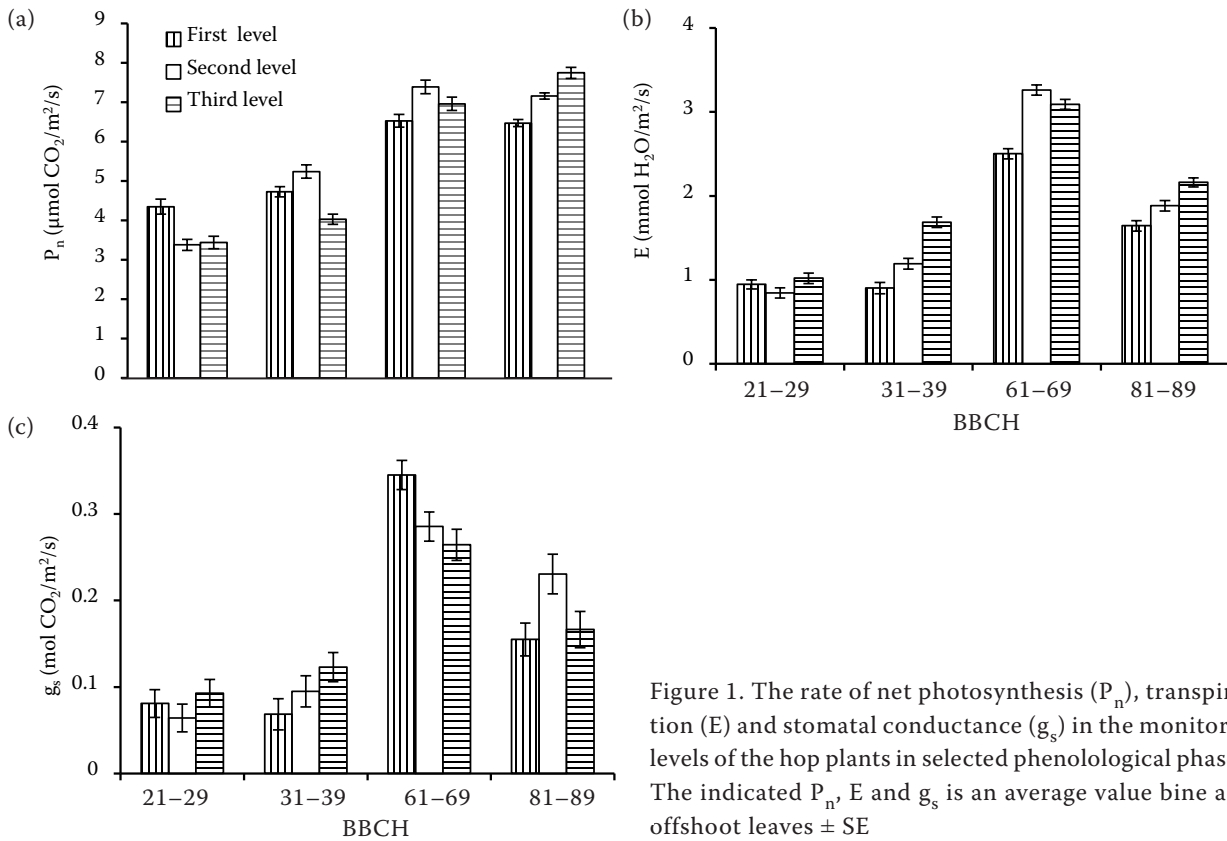 (a)
9
8
7
6
5
4
3
2
1
0
Pn (µmol CO2/m2/s)
First level
Second level
Third level
(b)
4
3
2
1
0
E (mmol H2O/m2/s)
21–29 31–39 61–69 81–89
BBCH
(c)
0.4
0.3
0.2
0.1
0
gs (mol CO2/m2/s)
21–29 31–39 61–69 81–89
BBCH
Figure 1. The rate of net photosynthesis (Pn), transpir
tion (E) and stomatal conductance (gs) in the monitor
levels of the hop plants in selected phenolological phas
The indicated Pn, E and gs is an average value bine a
offshoot leaves ± SE